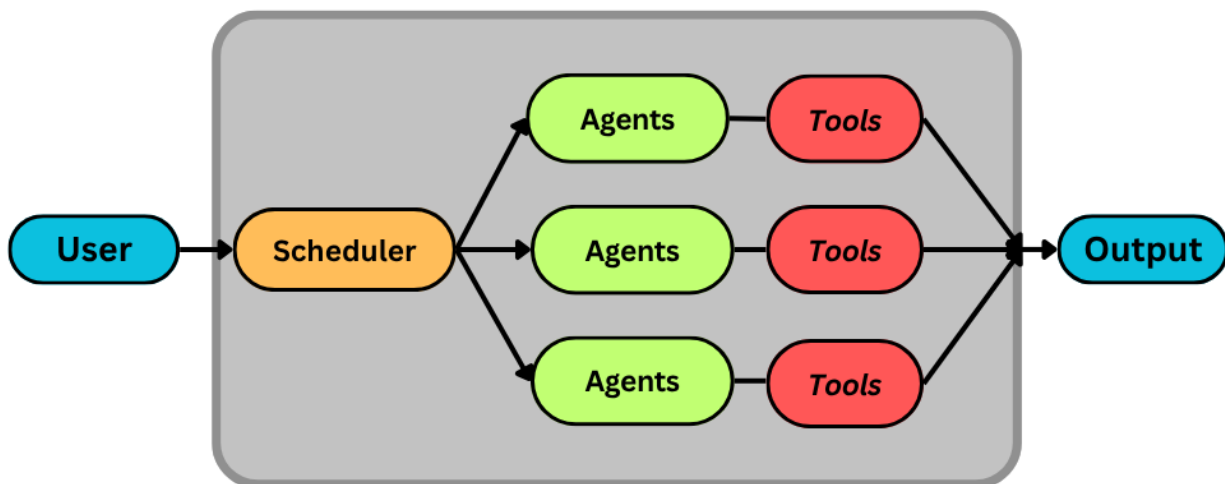 User
Scheduler
Agents
Tools
Agents
Tools
Agents
Tools
Output